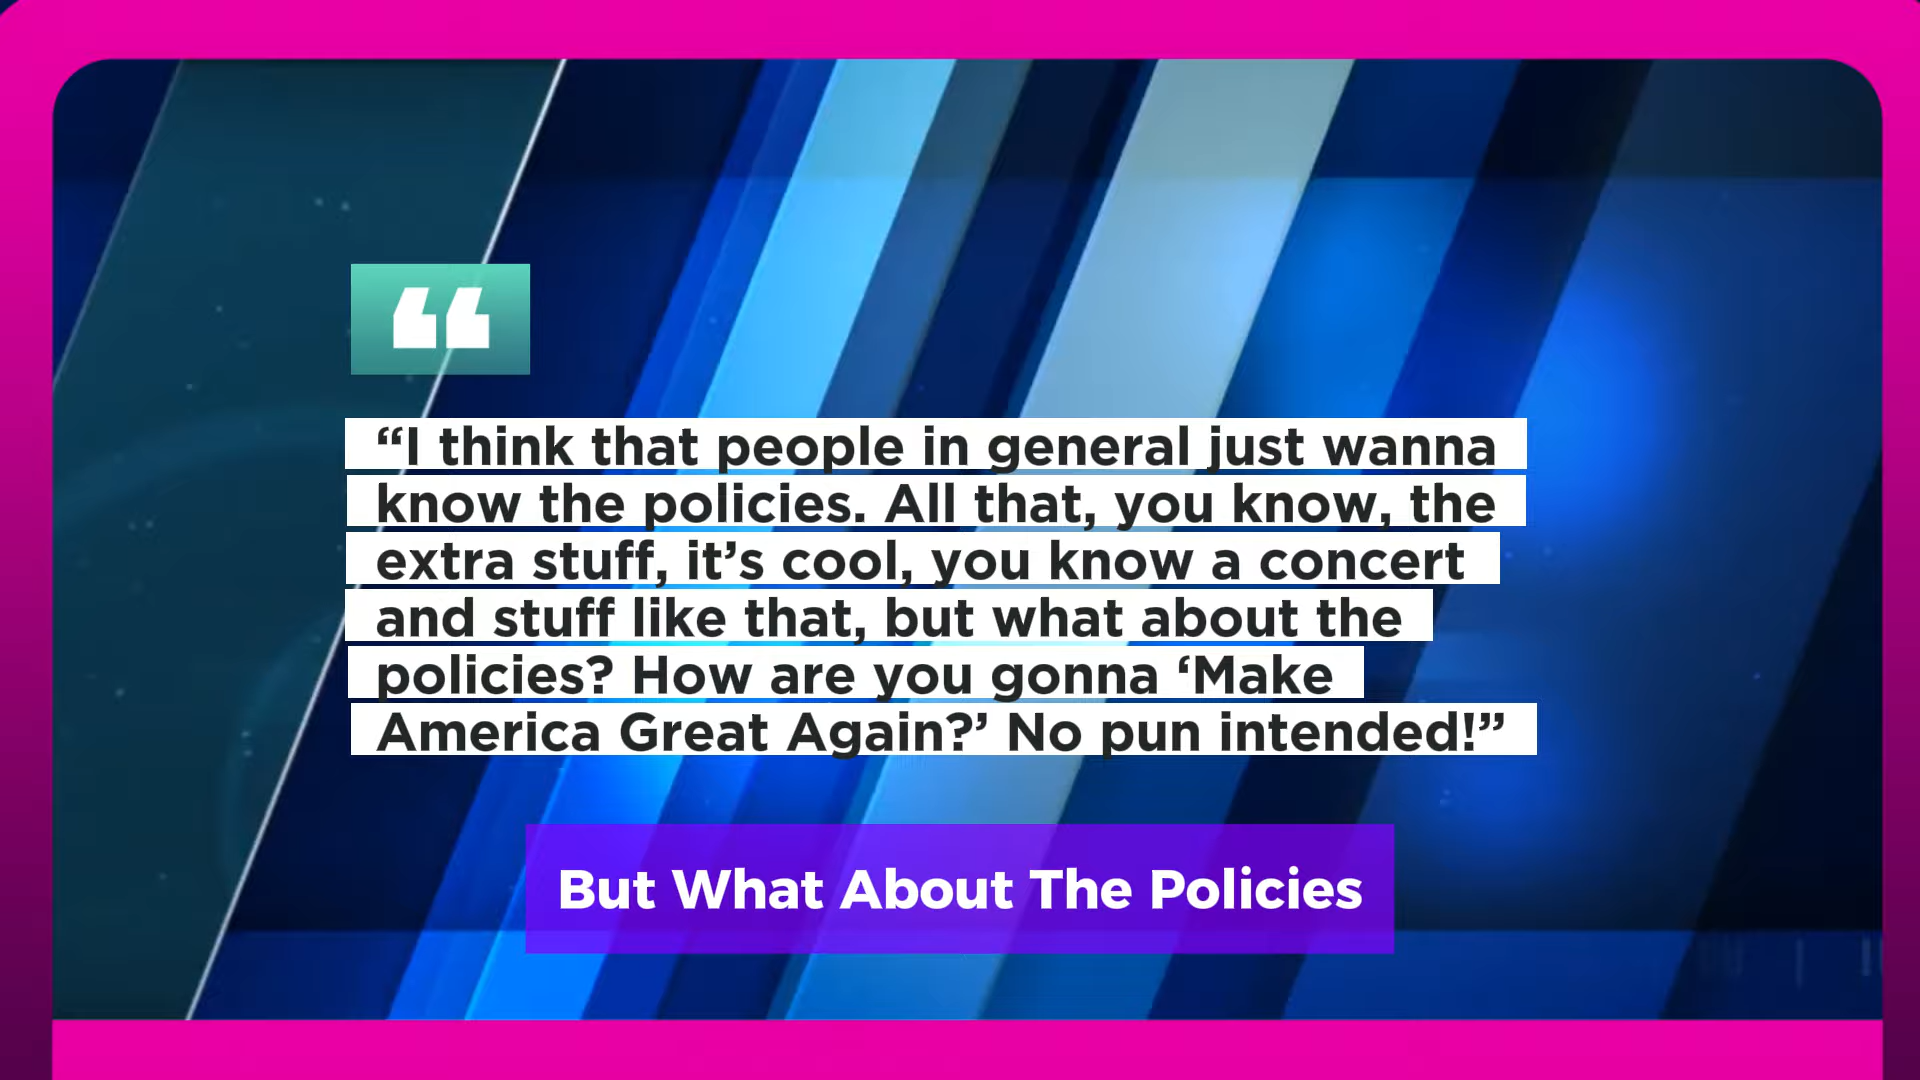 “
“I think that people in general just wanna
know the policies. All that, you know, the
extra stuff, it’s cool, you know a concert
and stuff like that, but what about the
policies? How are you gonna ‘Make
America Great Again?’ No pun intended!”
But What About The Policies